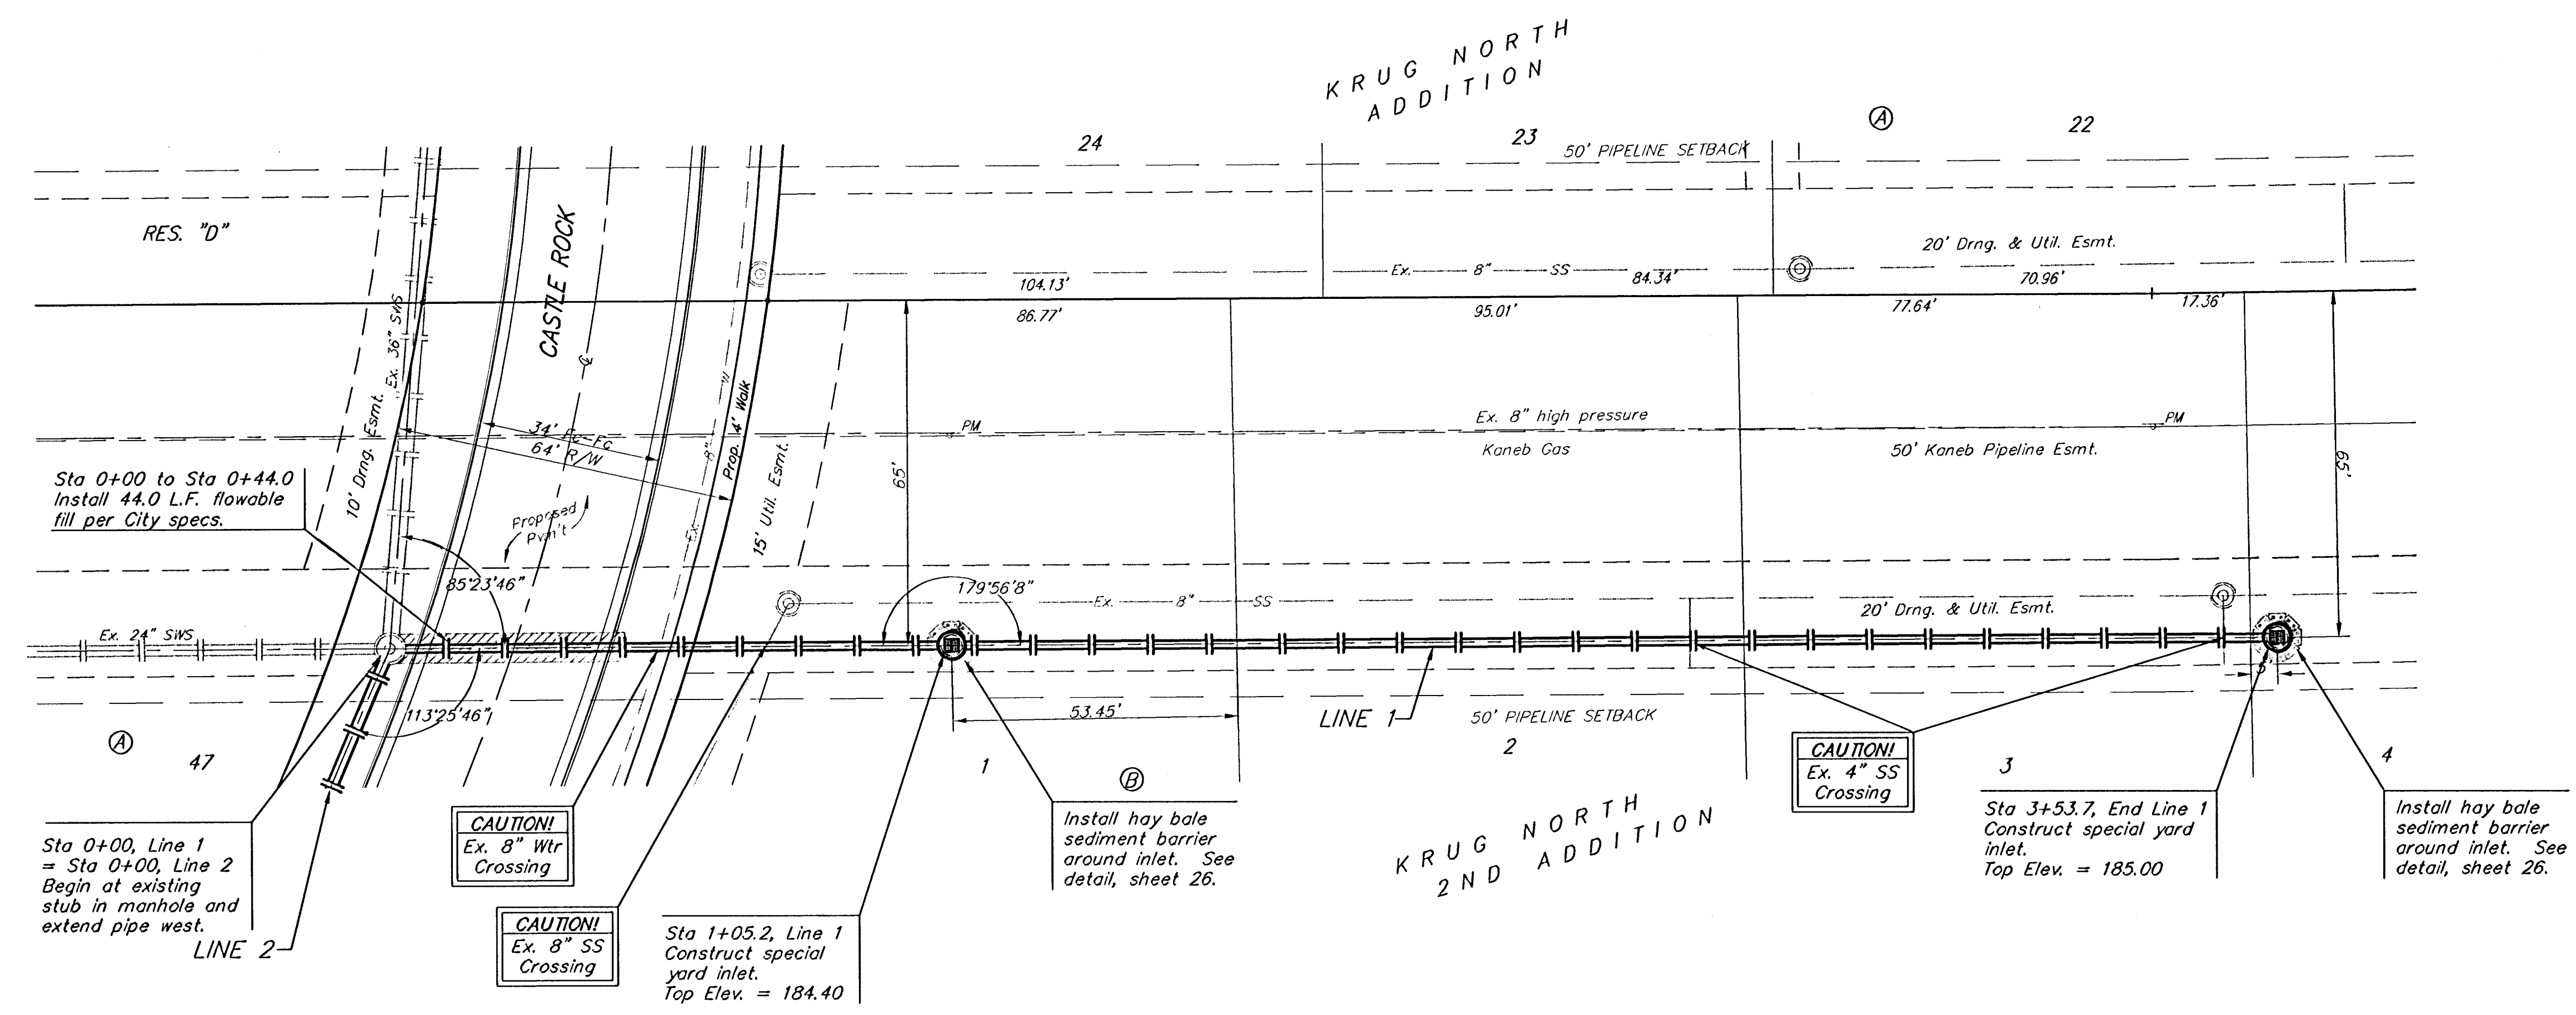 KRUG NORTH
ADDITION
24
23
50' PIPELINE SETBACK
A
22
RES. "D"
CASTLE ROCK
20' Drng. & Util. Esmt.
Ex. 8" SS
84.34'
70.96'
104.13'
86.77'
95.01'
77.64'
17.36'
Ex. 36" SWS
10' Drng. Esmt.
34' Fc-Fc
64' R/W
Ex. 8"
Prop. 4' Walk
15' Util. Esmt.
Proposed
Pvm't
65'
PM
Ex. 8" high pressure
Kaneb Gas
PM
50' Kaneb Pipeline Esmt.
65'
Sta 0+00 to Sta 0+44.0
Install 44.0 L.F. flowable
fill per City specs.
85°23'46"
179°56'8"
Ex. 8" SS
20' Drng. & Util. Esmt.
Ex. 24" SWS
113°25'46"
53.45'
LINE 1
50' PIPELINE SETBACK
5'
A
47
1
B
2
3
4
CAUTION!
Ex. 4" SS
Crossing
Sta 0+00, Line 1
= Sta 0+00, Line 2
Begin at existing
stub in manhole and
extend pipe west.
LINE 2
CAUTION!
Ex. 8" Wtr
Crossing
CAUTION!
Ex. 8" SS
Crossing
Sta 1+05.2, Line 1
Construct special
yard inlet.
Top Elev. = 184.40
Install hay bale
sediment barrier
around inlet. See
detail, sheet 26.
KRUG NORTH
2ND ADDITION
Sta 3+53.7, End Line 1
Construct special yard
inlet.
Top Elev. = 185.00
Install hay bale
sediment barrier
around inlet. See
detail, sheet 26.